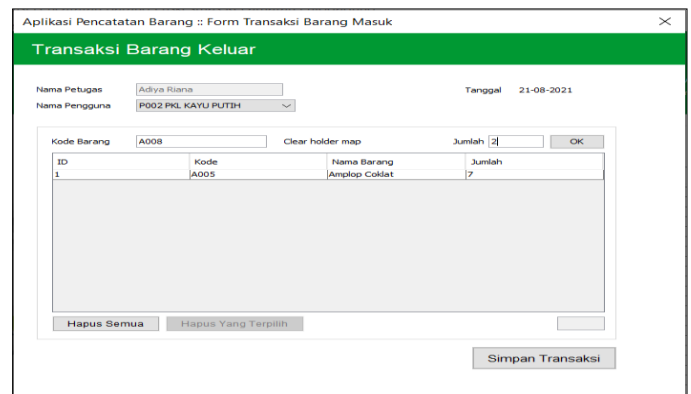 Aplikasi Pencatatan Barang :: Form Transaksi Barang Masuk
Transaksi Barang Keluar
Nama Petugas Adiya Riana Tanggal 21-08-2021
Nama Pengguna P002 PKL KAYU PUTIH
Kode Barang A008 Clear holder map Jumlah 2 OK
ID Kode Nama Barang Jumlah
1 A005 Amplop Coklat 7
Hapus Semua Hapus Yang Terpilih
Simpan Transaksi